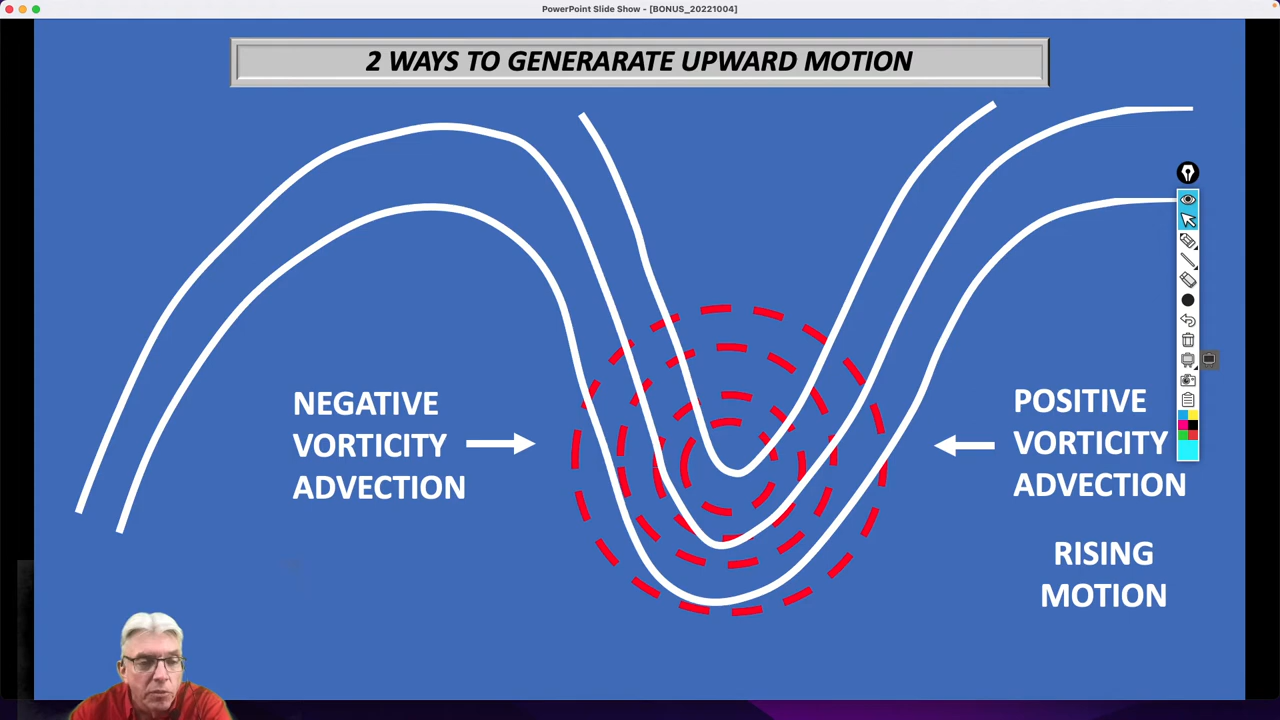 PowerPoint Slide Show - [BONUS_20221004]
2 WAYS TO GENERARATE UPWARD MOTION
NEGATIVE
VORTICITY
ADVECTION
POSITIVE
VORTICITY
ADVECTION
RISING
MOTION